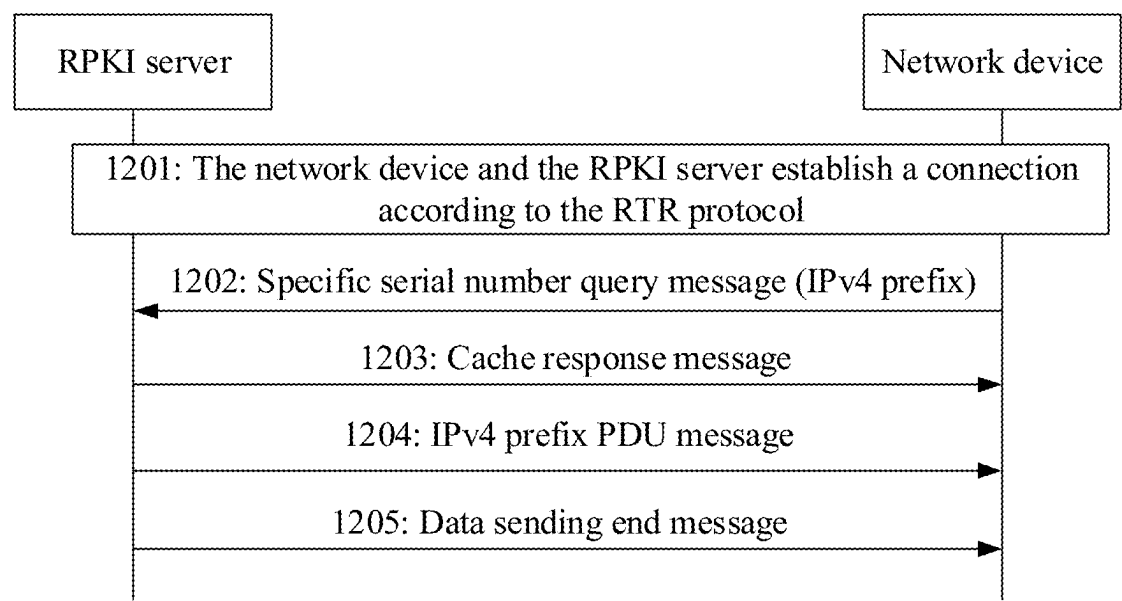 RPKI server
Network device
1201: The network device and the RPKI server establish a connection
according to the RTR protocol
1202: Specific serial number query message (IPv4 prefix)
1203: Cache response message
1204: IPv4 prefix PDU message
1205: Data sending end message